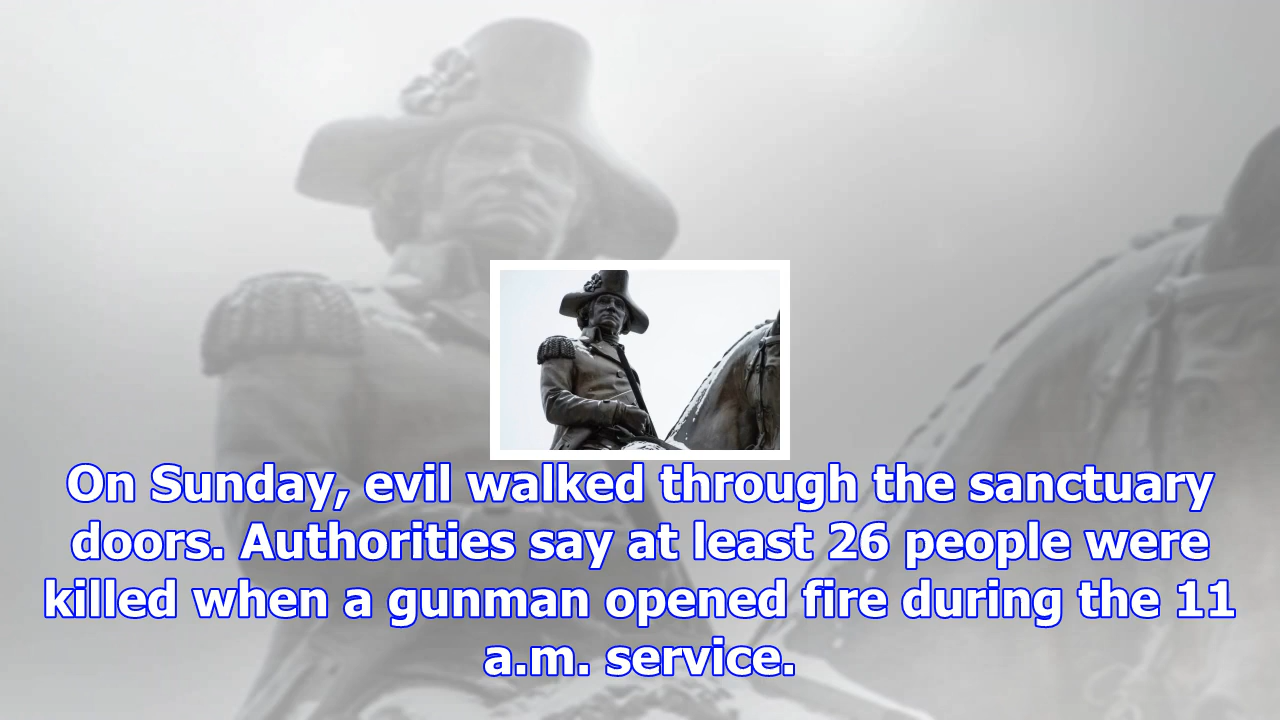 On Sunday, evil walked through the sanctuary
doors. Authorities say at least 26 people were
killed when a gunman opened fire during the 11
a.m. service.